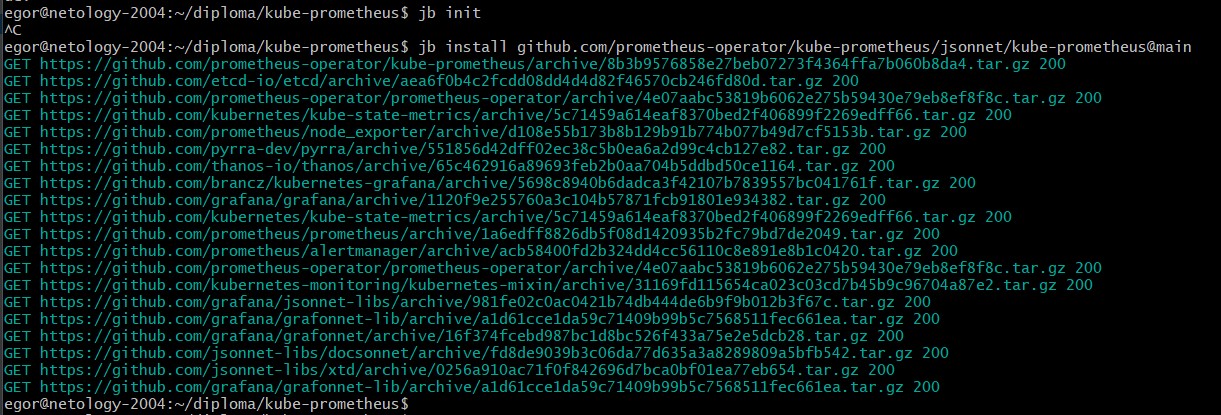 egor@netology-2004:~/diploma/kube-prometheus$ jb init
^C
egor@netology-2004:~/diploma/kube-prometheus$ jb install github.com/prometheus-operator/kube-prometheus/jsonnet/kube-prometheus@main
GET https://github.com/prometheus-operator/kube-prometheus/archive/8b3b9576858e27beb07273f4364ffa7b060b8da4.tar.gz 200
GET https://github.com/etcd-io/etcd/archive/aea6f0b4c2fcdd08dd4d4d82f46570cb246fd80d.tar.gz 200
GET https://github.com/prometheus-operator/prometheus-operator/archive/4e07aabc53819b6062e275b59430e79eb8ef8f8c.tar.gz 200
GET https://github.com/kubernetes/kube-state-metrics/archive/5c71459a614eaf8370bed2f406899f2269edff66.tar.gz 200
GET https://github.com/prometheus/node_exporter/archive/d108e55b173b8b129b91b774b077b49d7cf5153b.tar.gz 200
GET https://github.com/pyrra-dev/pyrra/archive/551856d42dff02ec38c5b0ea6a2d99c4cb127e82.tar.gz 200
GET https://github.com/thanos-io/thanos/archive/65c462916a89693feb2b0aa704b5ddbd50ce1164.tar.gz 200
GET https://github.com/brancz/kubernetes-grafana/archive/5698c8940b6dadca3f42107b7839557bc041761f.tar.gz 200
GET https://github.com/grafana/grafana/archive/1120f9e255760a3c104b57871fcb91801e934382.tar.gz 200
GET https://github.com/kubernetes/kube-state-metrics/archive/5c71459a614eaf8370bed2f406899f2269edff66.tar.gz 200
GET https://github.com/prometheus/prometheus/archive/1a6edff8826db5f08d1420935b2fc79bd7de2049.tar.gz 200
GET https://github.com/prometheus/alertmanager/archive/acb58400fd2b324dd4cc56110c8e891e8b1c0420.tar.gz 200
GET https://github.com/prometheus-operator/prometheus-operator/archive/4e07aabc53819b6062e275b59430e79eb8ef8f8c.tar.gz 200
GET https://github.com/kubernetes-monitoring/kubernetes-mixin/archive/31169fd115654ca023c03cd7b45b9c96704a87e2.tar.gz 200
GET https://github.com/grafana/jsonnet-libs/archive/981fe02c0ac0421b74db444de6b9f9b012b3f67c.tar.gz 200
GET https://github.com/grafana/grafonnet-lib/archive/a1d61cce1da59c71409b99b5c7568511fec661ea.tar.gz 200
GET https://github.com/grafana/grafonnet/archive/16f374fcebd987bc1d8bc526f433a75e2e5dcb28.tar.gz 200
GET https://github.com/jsonnet-libs/docsonnet/archive/fd8de9039b3c06da77d635a3a8289809a5bfb542.tar.gz 200
GET https://github.com/jsonnet-libs/xtd/archive/0256a910ac71f0f842696d7bca0bf01ea77eb654.tar.gz 200
GET https://github.com/grafana/grafonnet-lib/archive/a1d61cce1da59c71409b99b5c7568511fec661ea.tar.gz 200
egor@netology-2004:~/diploma/kube-prometheus$